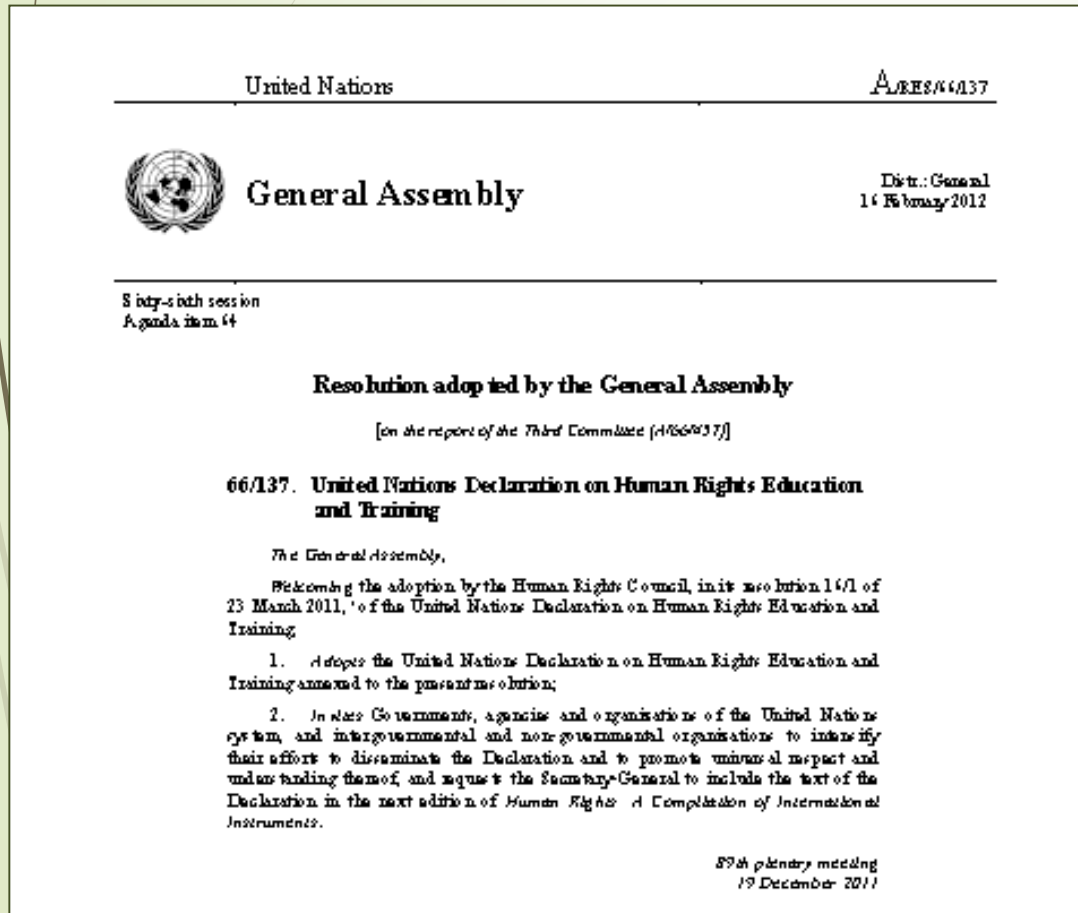 United Nations A/RES/66/137
General Assembly
Distr.: General
16 February 2012
Sixty-sixth session
Agenda item 64
Resolution adopted by the General Assembly
[on the report of the Third Committee (A/66/457)]
66/137. United Nations Declaration on Human Rights Education
and Training
The General Assembly,
Welcoming the adoption by the Human Rights Council, in its resolution 16/1 of
23 March 2011, of the United Nations Declaration on Human Rights Education and
Training,
1. Adopts the United Nations Declaration on Human Rights Education and
Training annexed to the present resolution;
2. Invites Governments, agencies and organizations of the United Nations
system, and intergovernmental and non-governmental organizations to intensify
their efforts to disseminate the Declaration and to promote universal respect and
understanding thereof, and requests the Secretary-General to include the text of the
Declaration in the next edition of Human Rights: A Compilation of International
Instruments.
89th plenary meeting
19 December 2011